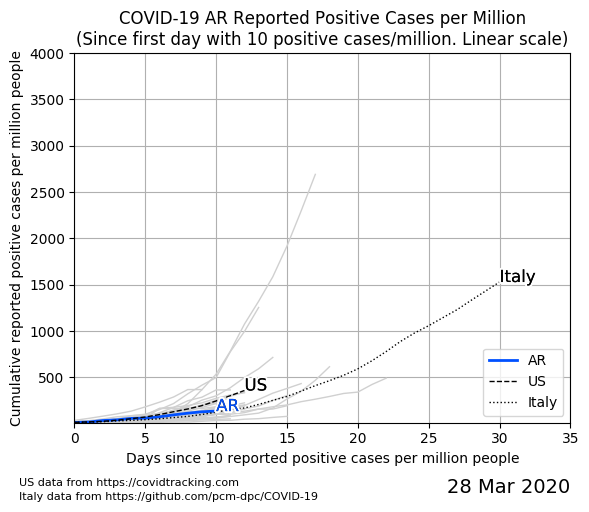 COVID-19 AR Reported Positive Cases per Million
(Since first day with 10 positive cases/million. Linear scale)
Cumulative reported positive cases per million people
4000
3500
3000
2500
2000
1500
1000
500
Italy
US
AR
AR
US
Italy
0 5 10 15 20 25 30 35
Days since 10 reported positive cases per million people
US data from https://covidtracking.com
Italy data from https://github.com/pcm-dpc/COVID-19
28 Mar 2020